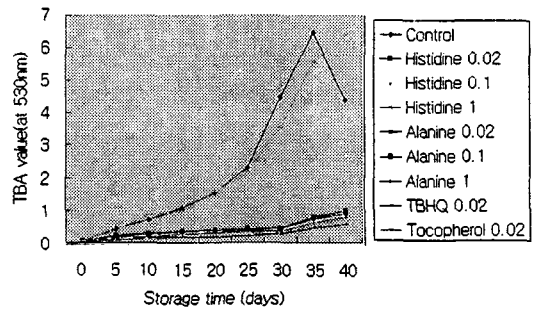 7
6
5
4
3
2
1
0
TBA value(at 530nm)
0 5 10 15 20 25 30 35 40
Storage time (days)
Control
Histidine 0.02
Histidine 0.1
Histidine 1
Alanine 0.02
Alanine 0.1
Alanine 1
TBHQ 0.02
Tocopherol 0.02